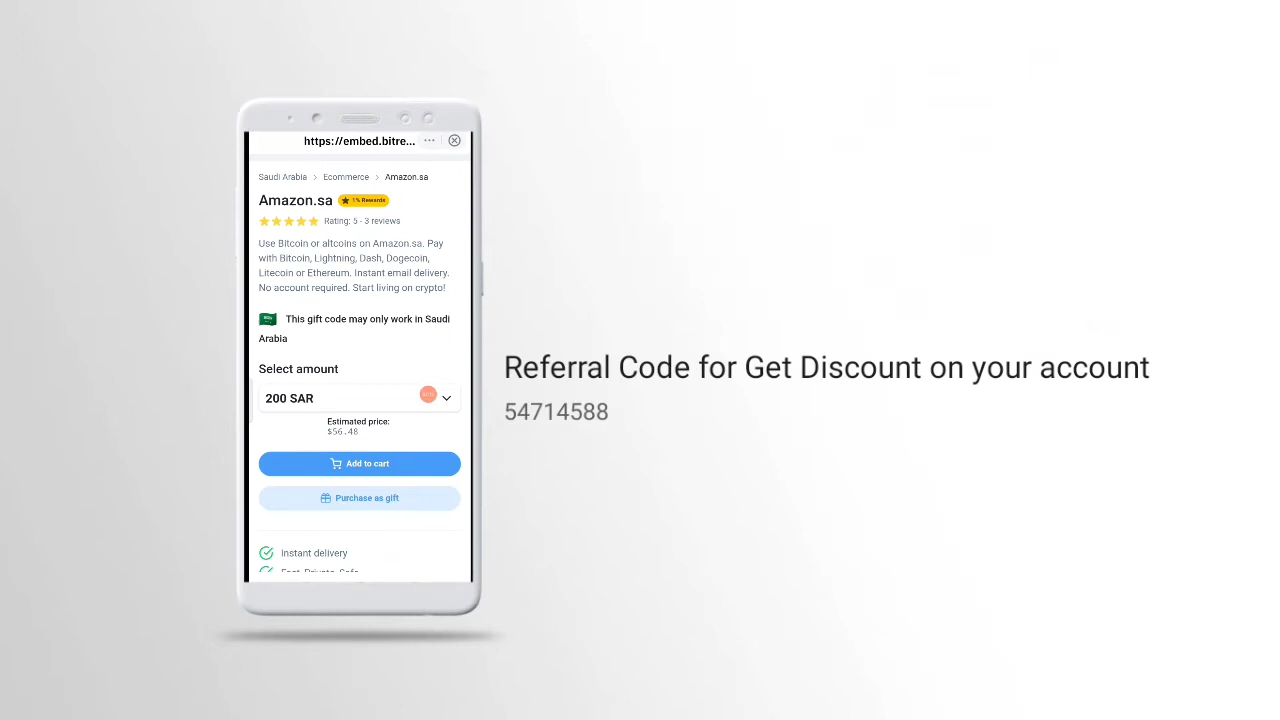 https://embed.bitre...
Saudi Arabia > Ecommerce > Amazon.sa
Amazon.sa 1% Rewards
Rating: 5 - 3 reviews
Use Bitcoin or altcoins on Amazon.sa. Pay
with Bitcoin, Lightning, Dash, Dogecoin,
Litecoin or Ethereum. Instant email delivery.
No account required. Start living on crypto!
This gift code may only work in Saudi
Arabia
Select amount
200 SAR
Estimated price:
$56.48
Add to cart
Purchase as gift
Instant delivery
Fast, Private, Safe
Referral Code for Get Discount on your account
54714588